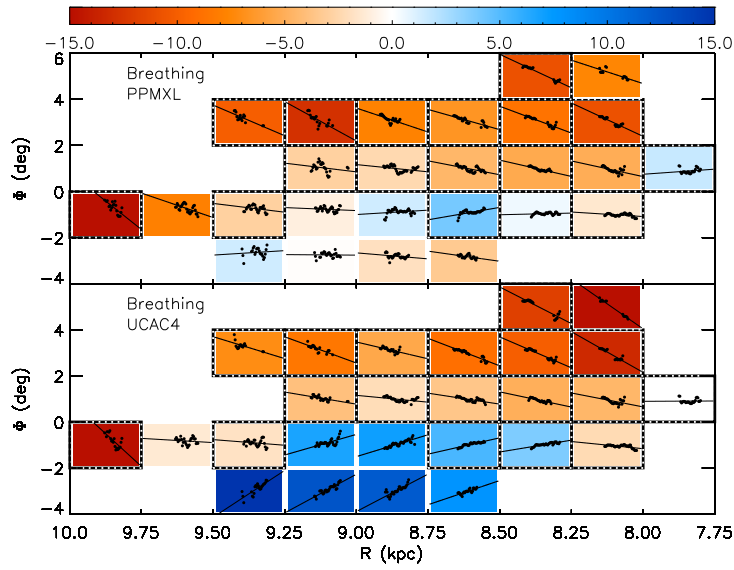 -15.0 -10.0 -5.0 0.0 5.0 10.0 15.0
Breathing
PPMXL
6
4
2
0
-2
-4
Φ (deg)
Breathing
UCAC4
4
2
0
-2
-4
Φ (deg)
10.0 9.75 9.50 9.25 9.00 8.75 8.50 8.25 8.00 7.75
R (kpc)